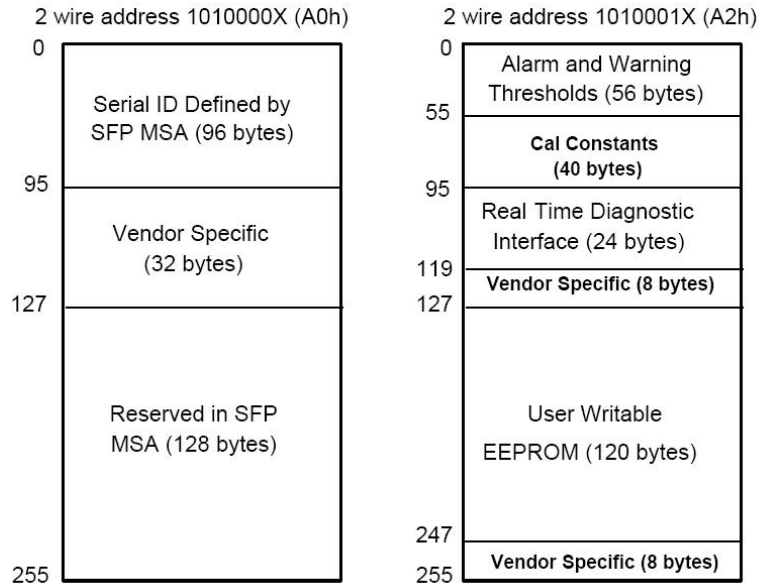 2 wire address 1010000X (A0h)
0
Serial ID Defined by
SFP MSA (96 bytes)
95
Vendor Specific
(32 bytes)
127
Reserved in SFP
MSA (128 bytes)
255
2 wire address 1010001X (A2h)
0
Alarm and Warning
Thresholds (56 bytes)
55
Cal Constants
(40 bytes)
95
Real Time Diagnostic
Interface (24 bytes)
119
Vendor Specific (8 bytes)
127
User Writable
EEPROM (120 bytes)
247
Vendor Specific (8 bytes)
255